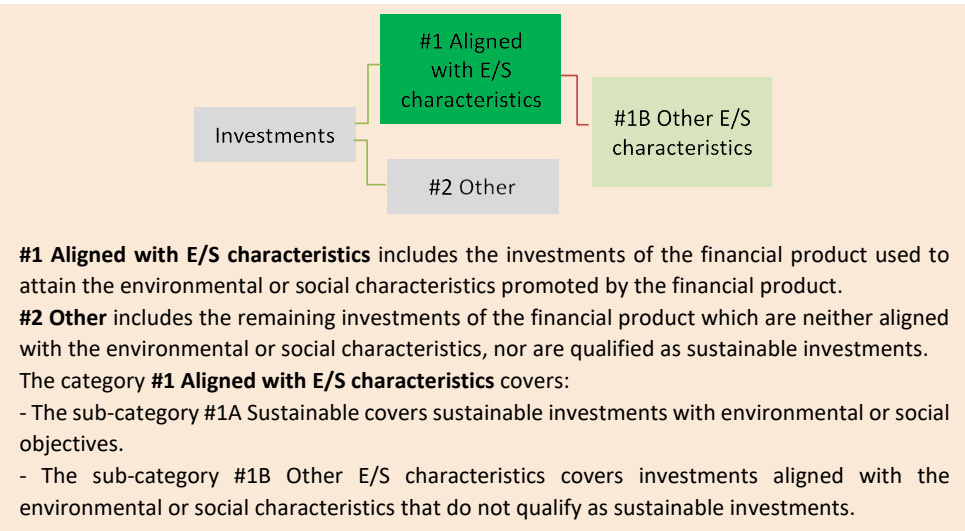 #1 Aligned
with E/S
characteristics
Investments
#1B Other E/S
characteristics
#2 Other
#1 Aligned with E/S characteristics includes the investments of the financial product used to
attain the environmental or social characteristics promoted by the financial product.
#2 Other includes the remaining investments of the financial product which are neither aligned
with the environmental or social characteristics, nor are qualified as sustainable investments.
The category #1 Aligned with E/S characteristics covers:
- The sub-category #1A Sustainable covers sustainable investments with environmental or social
objectives.
- The sub-category #1B Other E/S characteristics covers investments aligned with the
environmental or social characteristics that do not qualify as sustainable investments.